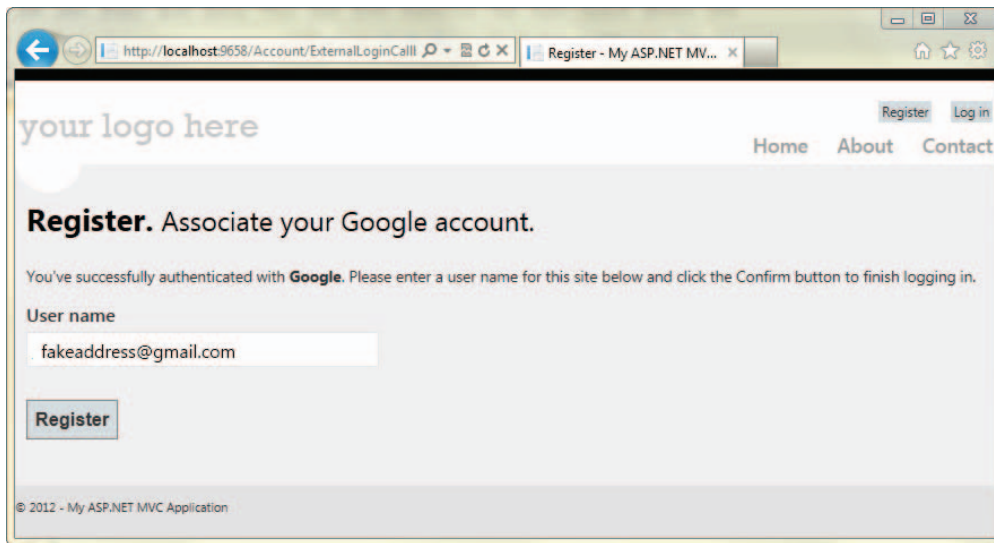 http://localhost:9658/Account/ExternalLoginCall
Register - My ASP.NET MV...
your logo here
Register Log in
Home About Contact
Register. Associate your Google account.
You've successfully authenticated with Google. Please enter a user name for this site below and click the Confirm button to finish logging in.
User name
fakeaddress@gmail.com
Register
© 2012 - My ASP.NET MVC Application